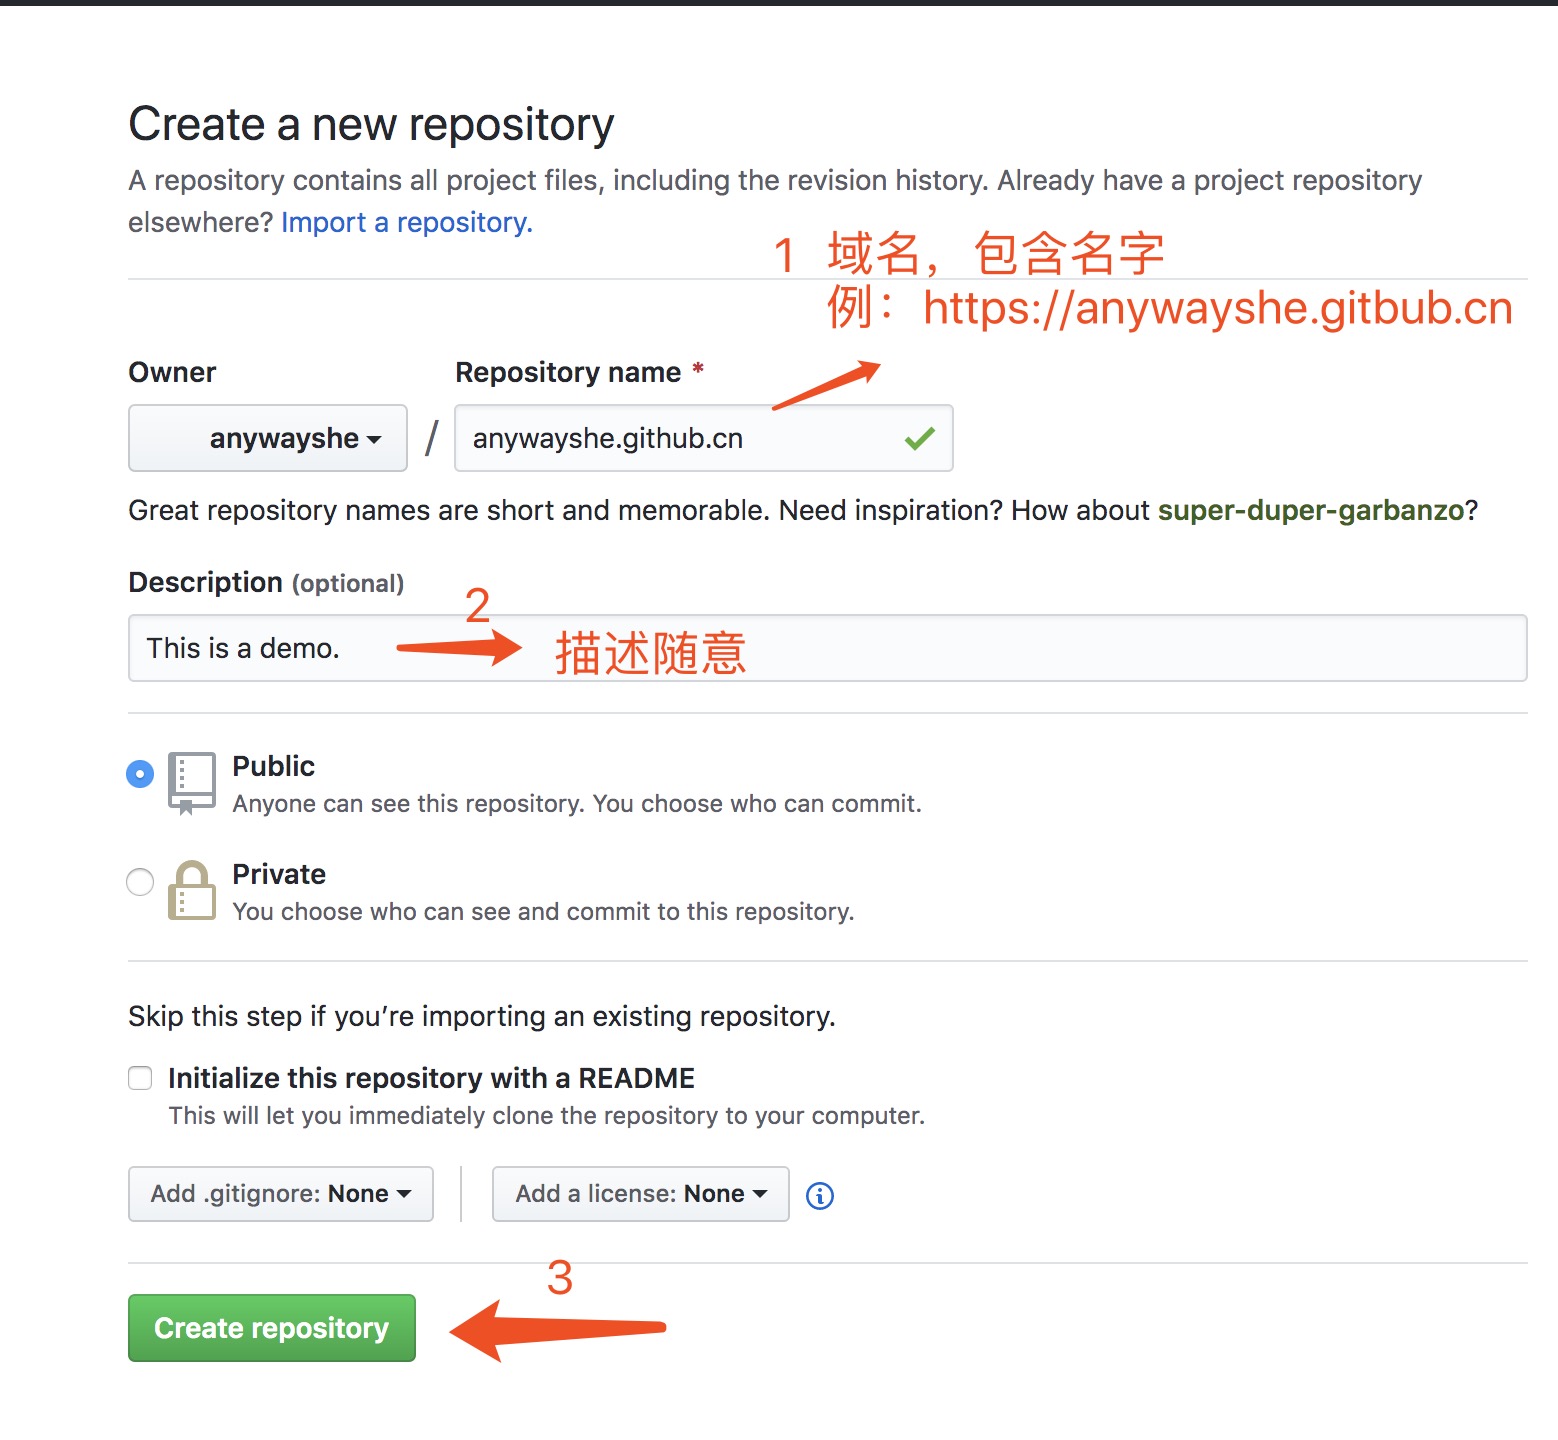 Create a new repository
A repository contains all project files, including the revision history. Already have a project repository
elsewhere? Import a repository.
1 域名，包含名字
例：https://anywayshe.gitbub.cn
Owner Repository name *
anywayshe / anywayshe.github.cn
Great repository names are short and memorable. Need inspiration? How about super-duper-garbanzo?
Description (optional)
2
This is a demo. 描述随意
Public
Anyone can see this repository. You choose who can commit.
Private
You choose who can see and commit to this repository.
Skip this step if you’re importing an existing repository.
Initialize this repository with a README
This will let you immediately clone the repository to your computer.
Add .gitignore: None Add a license: None
3
Create repository